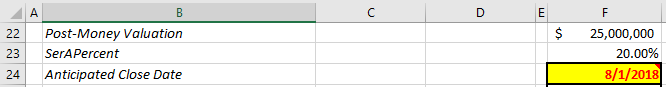 A B C D E F
22 Post-Money Valuation $ 25,000,000
23 SerAPercent 20.00%
24 Anticipated Close Date 8/1/2018